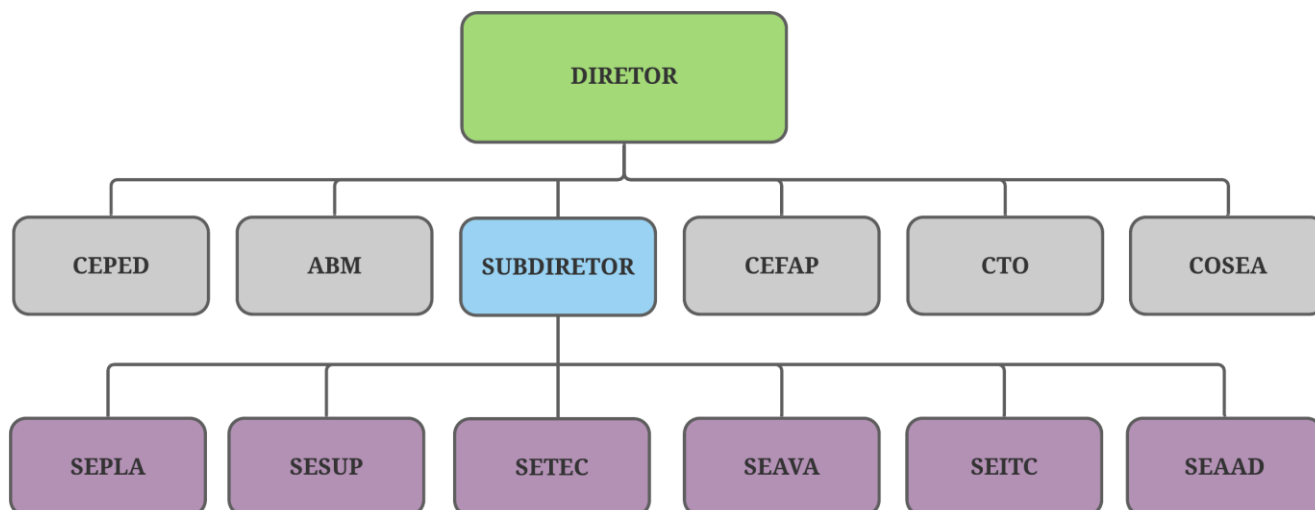 DIRETOR
CEPED
ABM
SUBDIRETOR
CEFAP
CTO
COSEA
SEPLA
SESUP
SETEC
SEAVA
SEITC
SEAAD